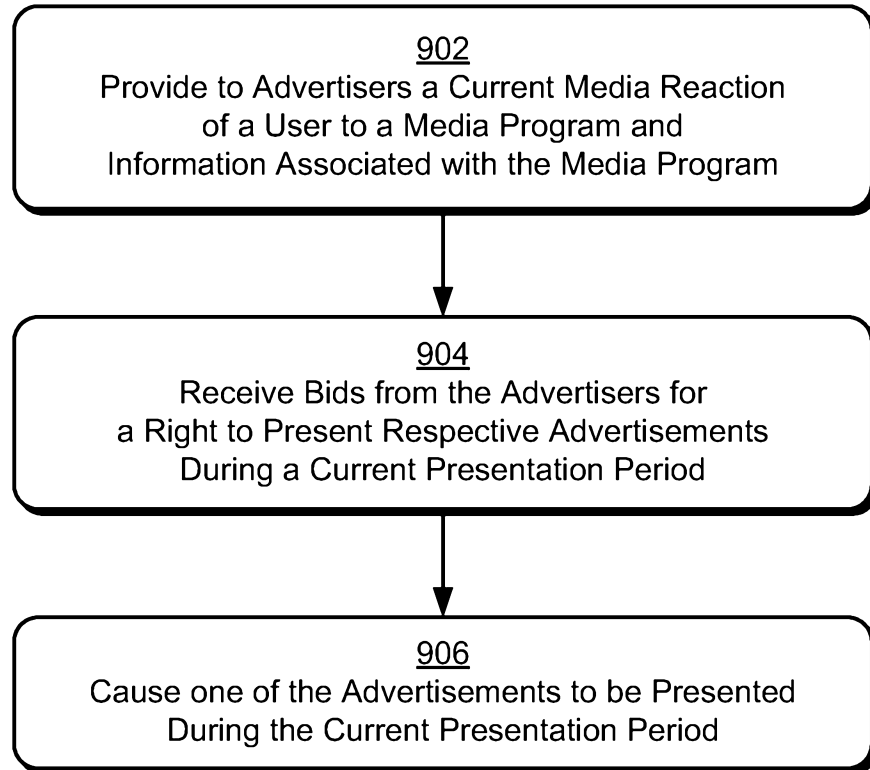 902
Provide to Advertisers a Current Media Reaction
of a User to a Media Program and
Information Associated with the Media Program
904
Receive Bids from the Advertisers for
a Right to Present Respective Advertisements
During a Current Presentation Period
906
Cause one of the Advertisements to be Presented
During the Current Presentation Period